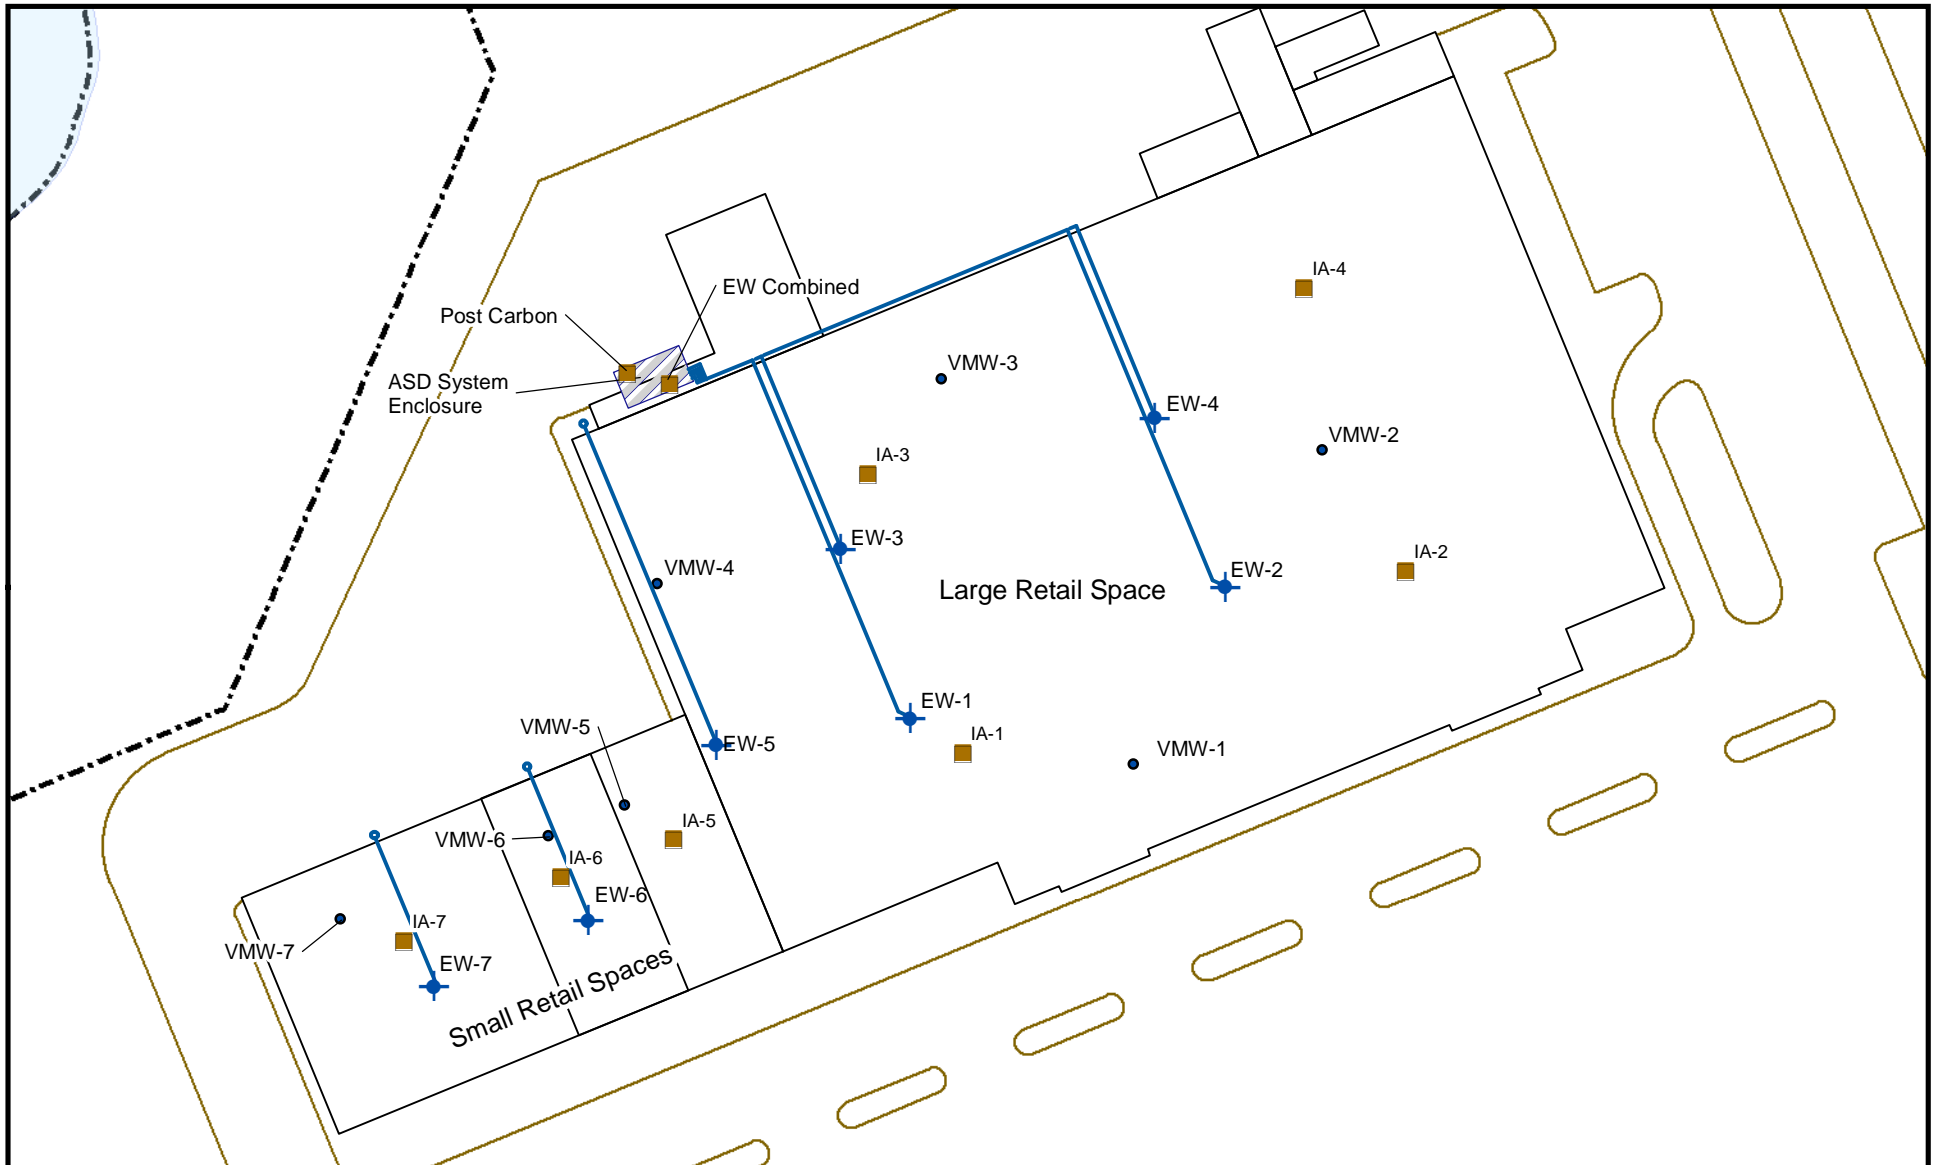 IA-4
EW Combined
Post Carbon
VMW-3
ASD System
Enclosure
EW-4
VMW-2
IA-3
EW-3
IA-2
VMW-4
EW-2
Large Retail Space
EW-1
VMW-5
EW-5
IA-1
VMW-1
IA-5
VMW-6
IA-6
EW-6
IA-7
VMW-7
EW-7
Small Retail Spaces